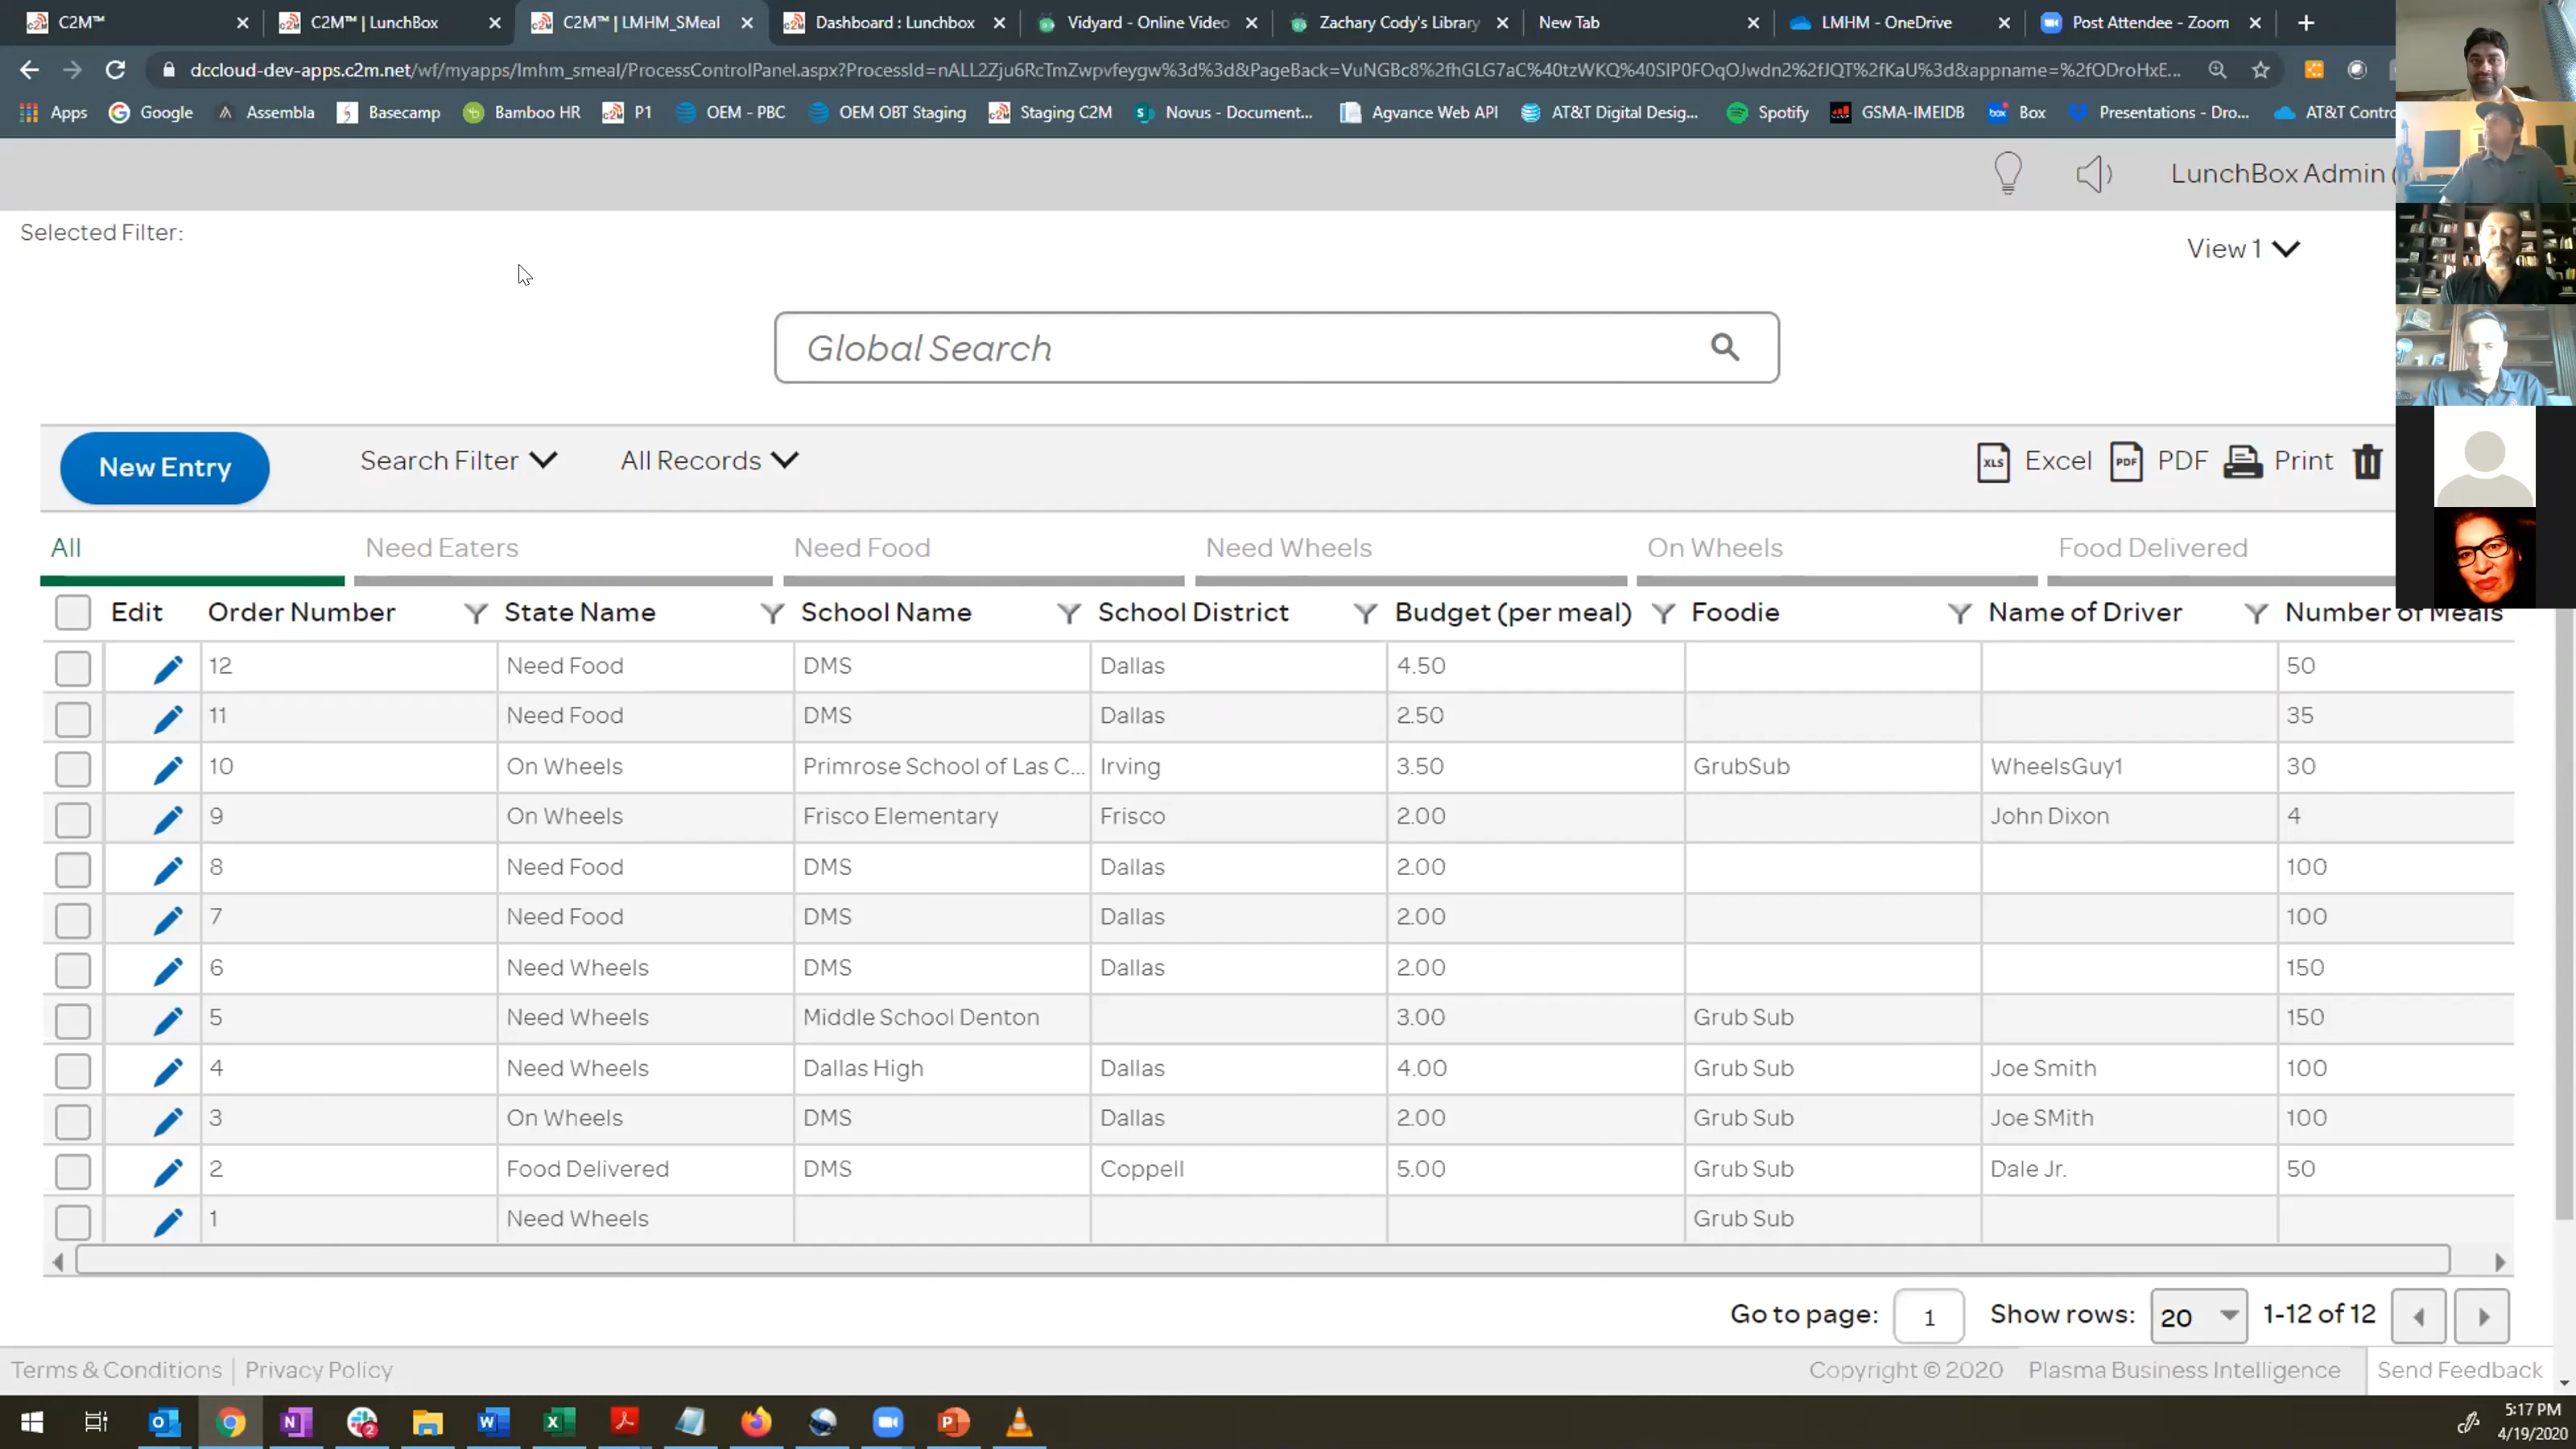 C2M™
C2M™ | LunchBox
C2M™ | LMHM_SMeal
Dashboard : Lunchbox
Vidyard - Online Video
Zachary Cody's Library
New Tab
LMHM - OneDrive
Post Attendee - Zoom
dccloud-dev-apps.c2m.net/wf/myapps/lmhm_smeal/ProcessControlPanel.aspx?ProcessId=nALL2Zju6RcTmZwpvfeygw%3d%3d&PageBack=VuNGBc8%2fhGLG7aC%40tzWKQ%40SIP0FOqOJwdn2%2fJQT%2fKaU%3d&appname=%2fODroHxE...
Apps Google Assembla Basecamp Bamboo HR P1 OEM - PBC OEM OBT Staging Staging C2M Novus - Document... Agvance Web API AT&T Digital Desig... Spotify GSMA-IMEIDB Box Presentations - Dro... AT&T Contro
LunchBox Admin (
Selected Filter:
View 1
Global Search
New Entry Search Filter All Records XLS Excel PDF PDF Print
All Need Eaters Need Food Need Wheels On Wheels Food Delivered
Edit Order Number State Name School Name School District Budget (per meal) Foodie Name of Driver Number of Meals
12 Need Food DMS Dallas 4.50 50
11 Need Food DMS Dallas 2.50 35
10 On Wheels Primrose School of Las C... Irving 3.50 GrubSub WheelsGuy1 30
9 On Wheels Frisco Elementary Frisco 2.00 John Dixon 4
8 Need Food DMS Dallas 2.00 100
7 Need Food DMS Dallas 2.00 100
6 Need Wheels DMS Dallas 2.00 150
5 Need Wheels Middle School Denton 3.00 Grub Sub 150
4 Need Wheels Dallas High Dallas 4.00 Grub Sub Joe Smith 100
3 On Wheels DMS Dallas 2.00 Grub Sub Joe SMith 100
2 Food Delivered DMS Coppell 5.00 Grub Sub Dale Jr. 50
1 Need Wheels Grub Sub
Go to page: 1 Show rows: 20 1-12 of 12
Terms & Conditions | Privacy Policy Copyright © 2020 Plasma Business Intelligence Send Feedback
5:17 PM
4/19/2020